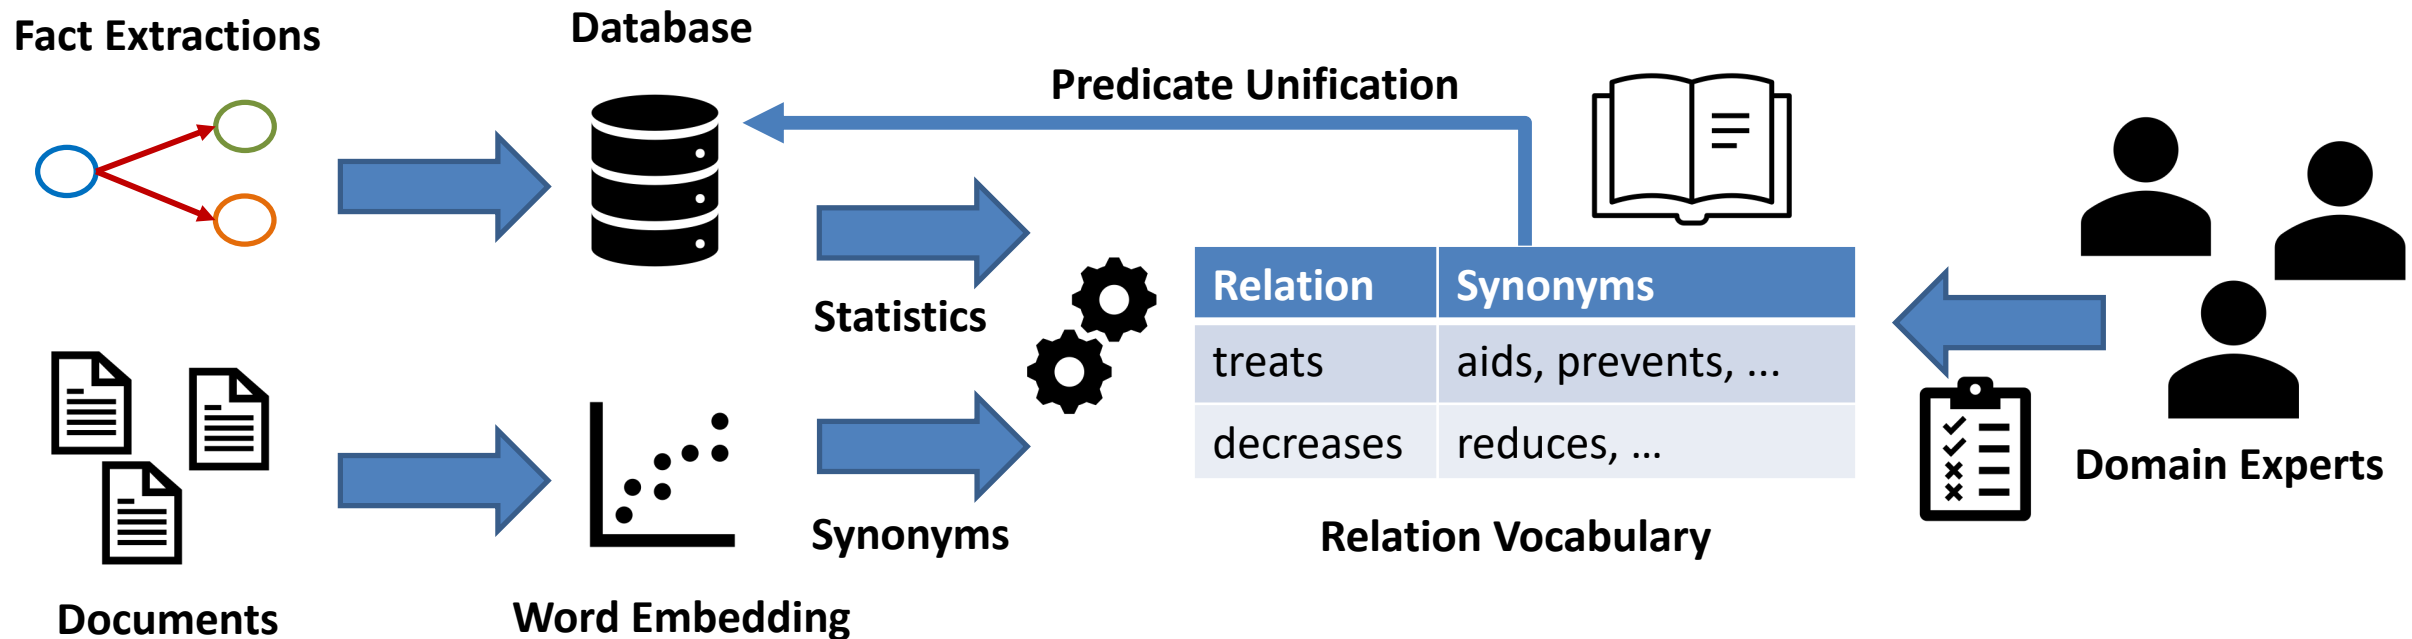 Fact Extractions
Database
Predicate Unification
Statistics
Relation Synonyms
treats aids, prevents, ...
decreases reduces, …
Synonyms
Relation Vocabulary
Domain Experts
Documents
Word Embedding